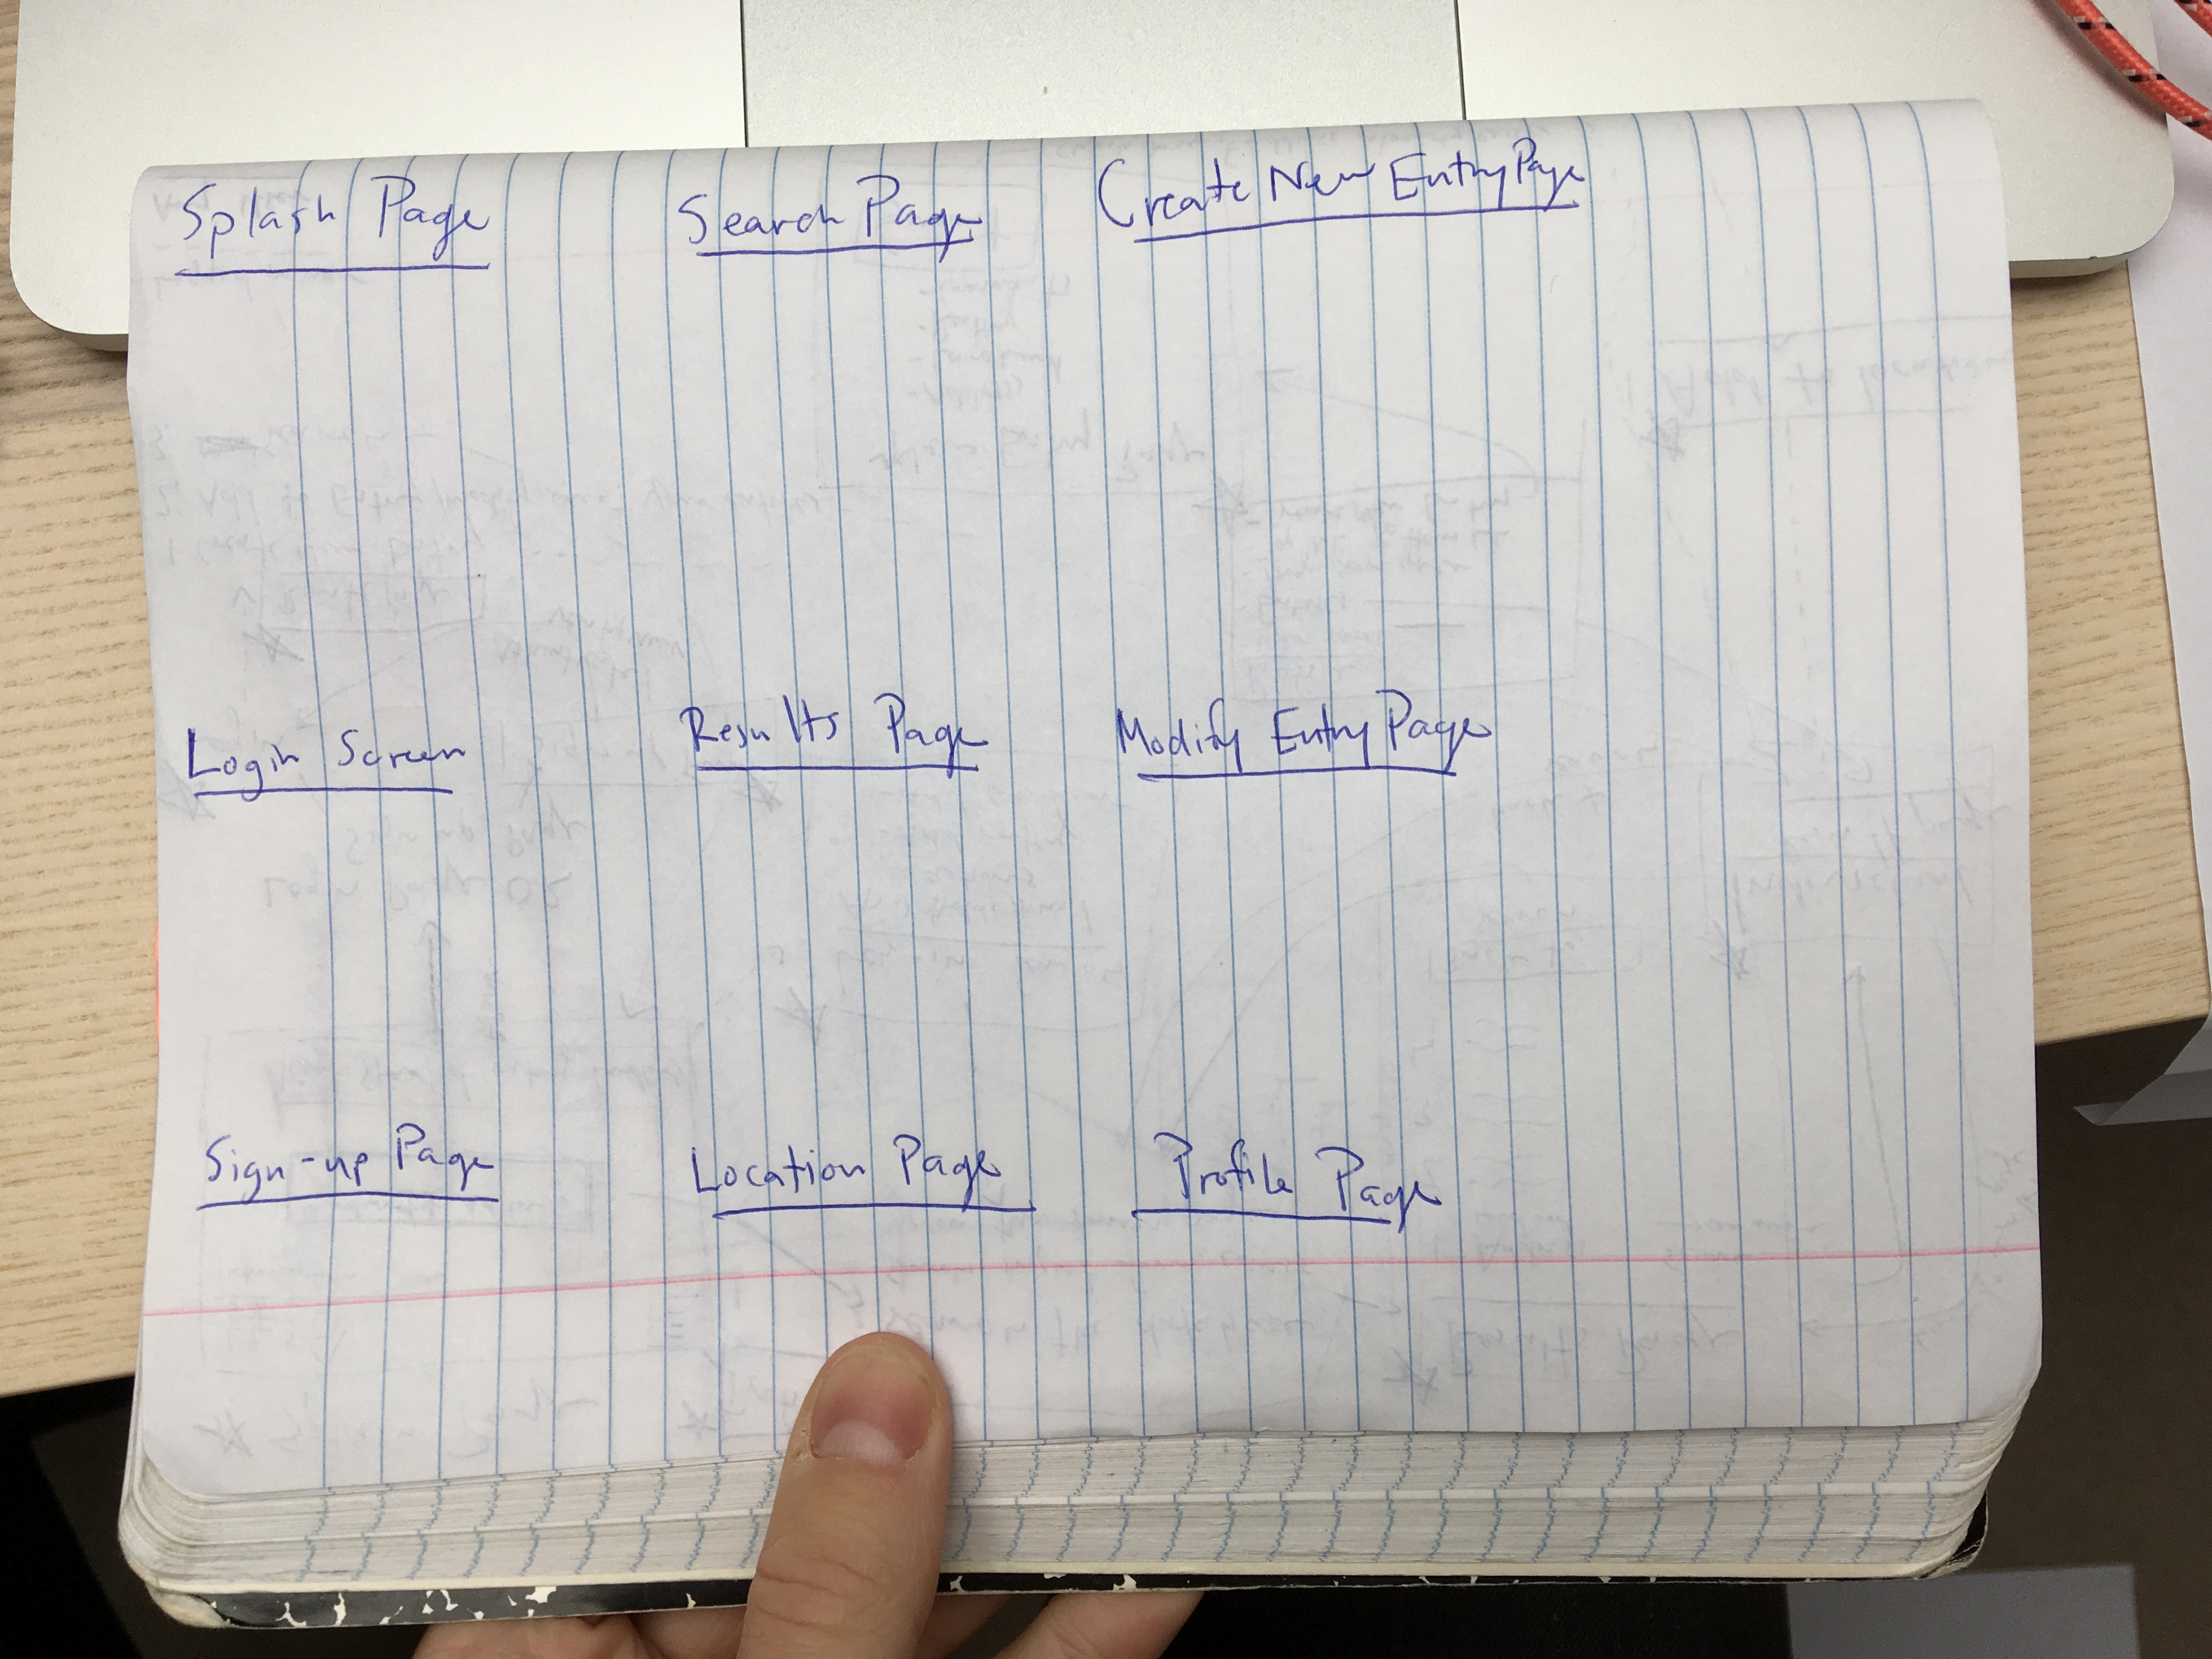 Splash Page
Search Page
Create New Entry Page
Login Screen
Results Page
Modify Entry Page
Sign-up Page
Location Page
Profile Page